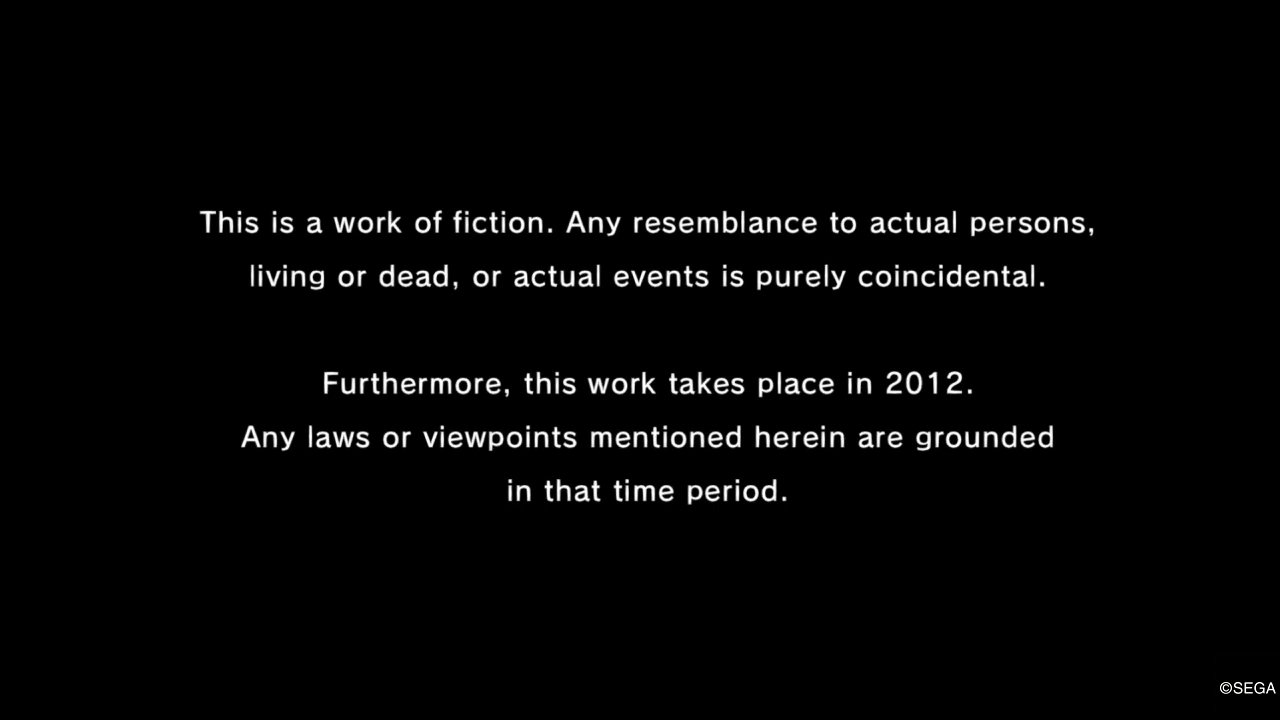 This is a work of fiction. Any resemblance to actual persons,
living or dead, or actual events is purely coincidental.
Furthermore, this work takes place in 2012.
Any laws or viewpoints mentioned herein are grounded
in that time period.
©SEGA